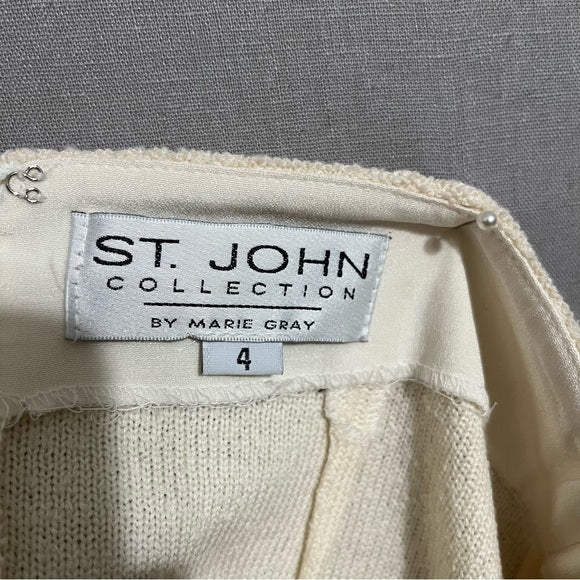 ST. JOHN
COLLECTION
BY MARIE GRAY
4